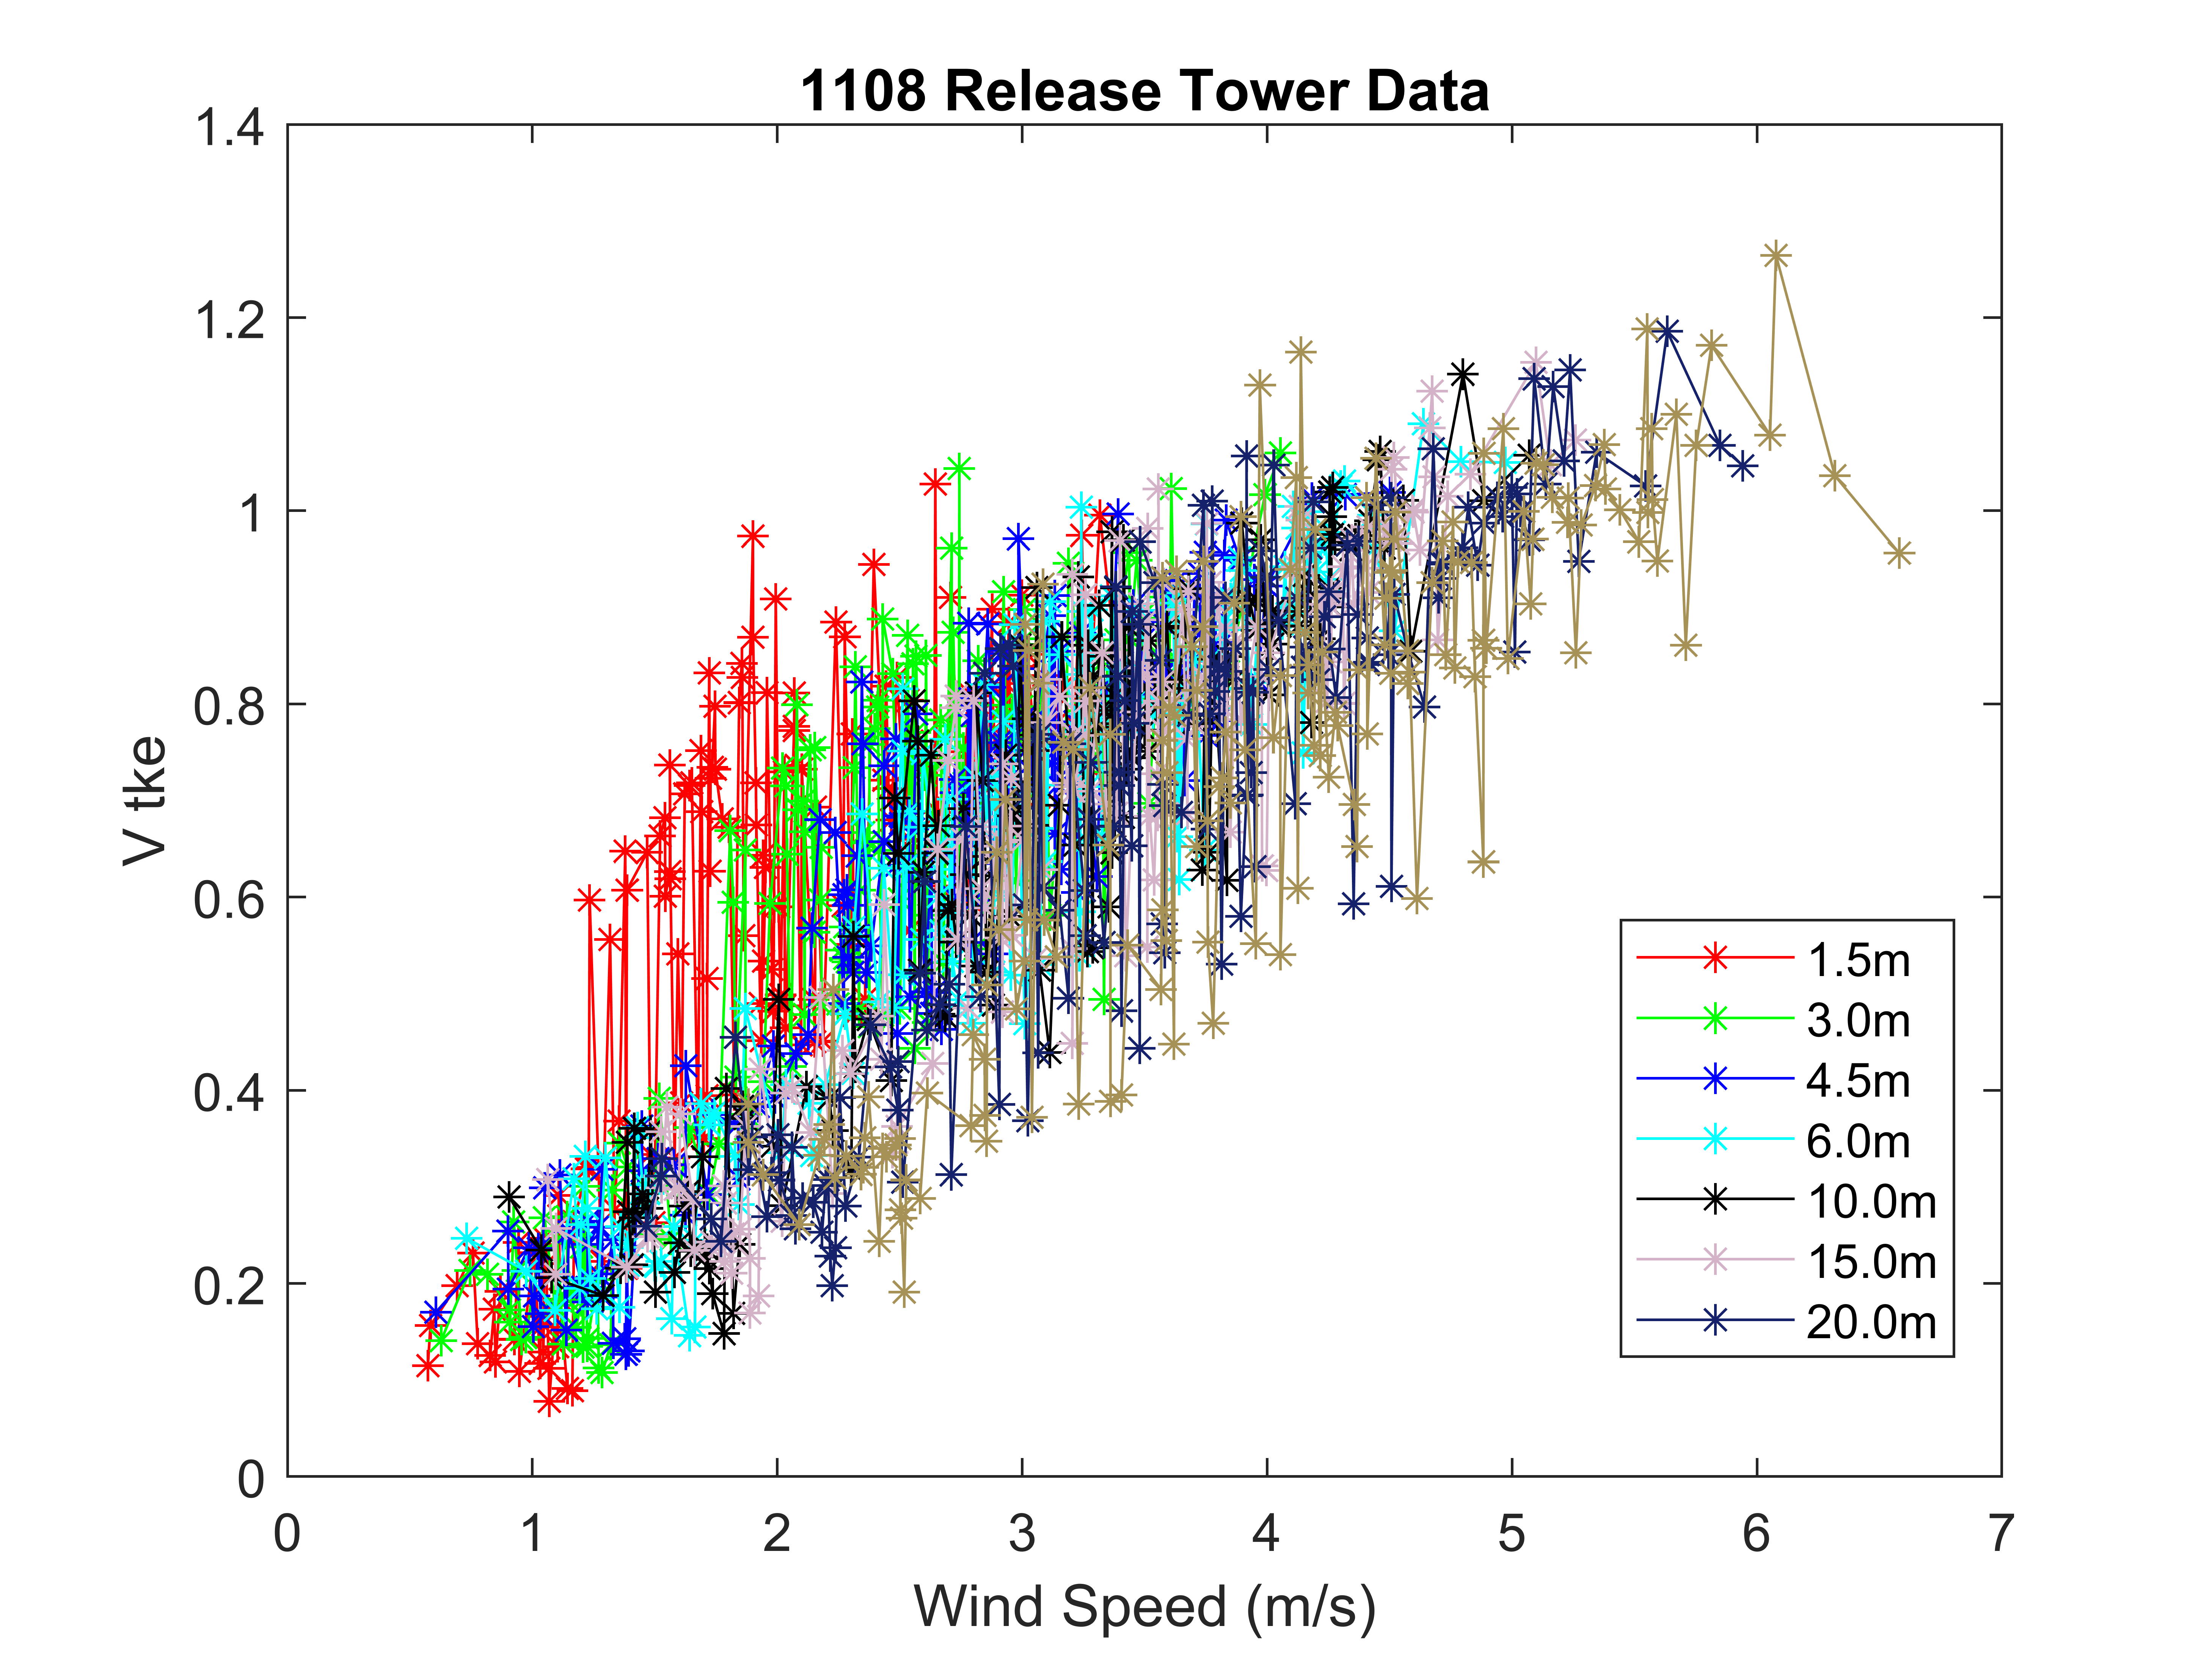 1108 Release Tower Data
1.4
1.2
1
0.8
0.6
0.4
0.2
0
V tke
1.5m
3.0m
4.5m
6.0m
10.0m
15.0m
20.0m
0 1 2 3 4 5 6 7
Wind Speed (m/s)